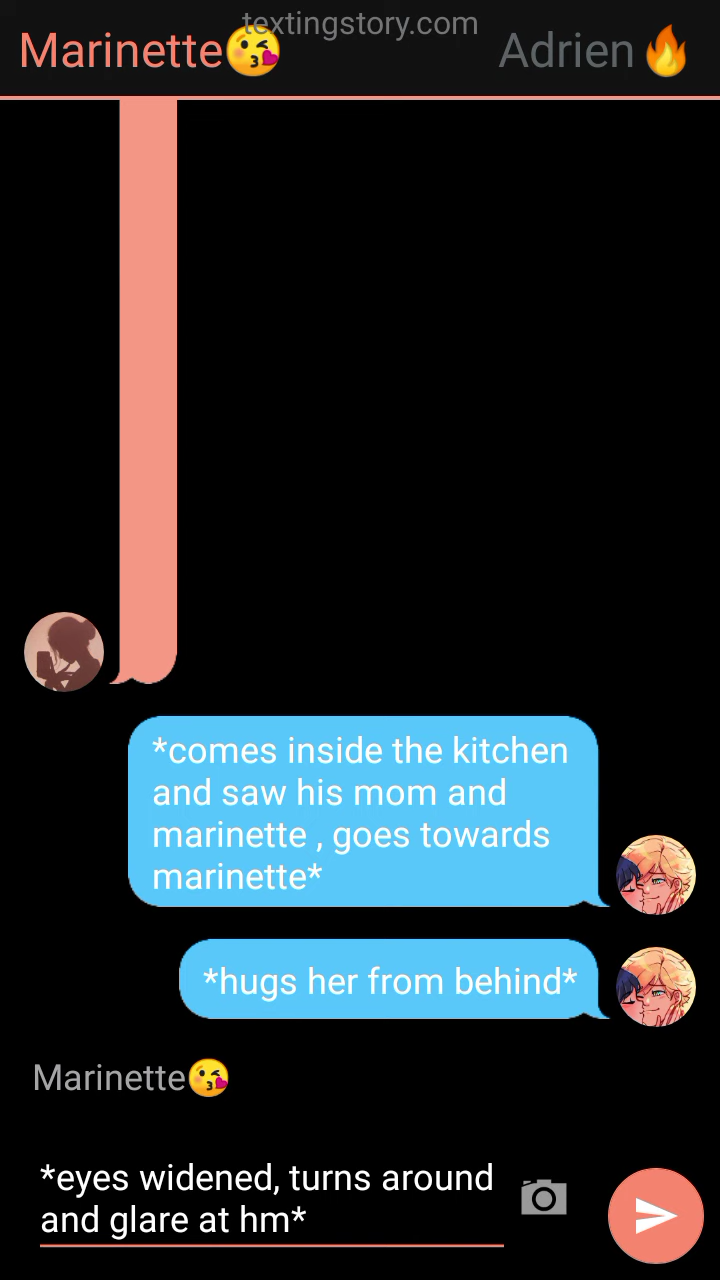 textingstory.com
Marinette😘 Adrien🔥
*comes inside the kitchen
and saw his mom and
marinette , goes towards
marinette*
*hugs her from behind*
Marinette😘
*eyes widened, turns around
and glare at hm*